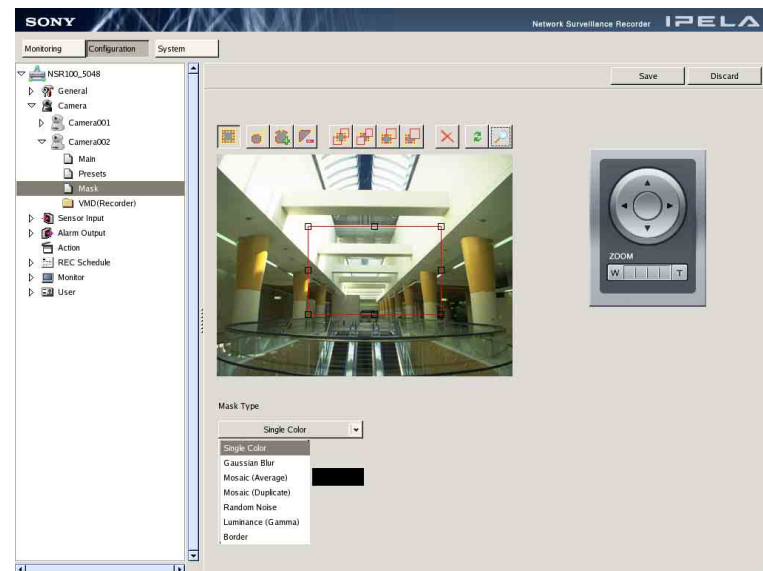 SONY
Network Surveillance Recorder IPELA
Monitoring Configuration System
Save Discard
NSR100_5048
General
Camera
Camera001
Camera002
Main
Presets
Mask
VMD(Recorder)
Sensor Input
Alarm Output
Action
REC Schedule
Monitor
User
ZOOM
W T
Mask Type
Single Color
Single Color
Gaussian Blur
Mosaic (Average)
Mosaic (Duplicate)
Random Noise
Luminance (Gamma)
Border